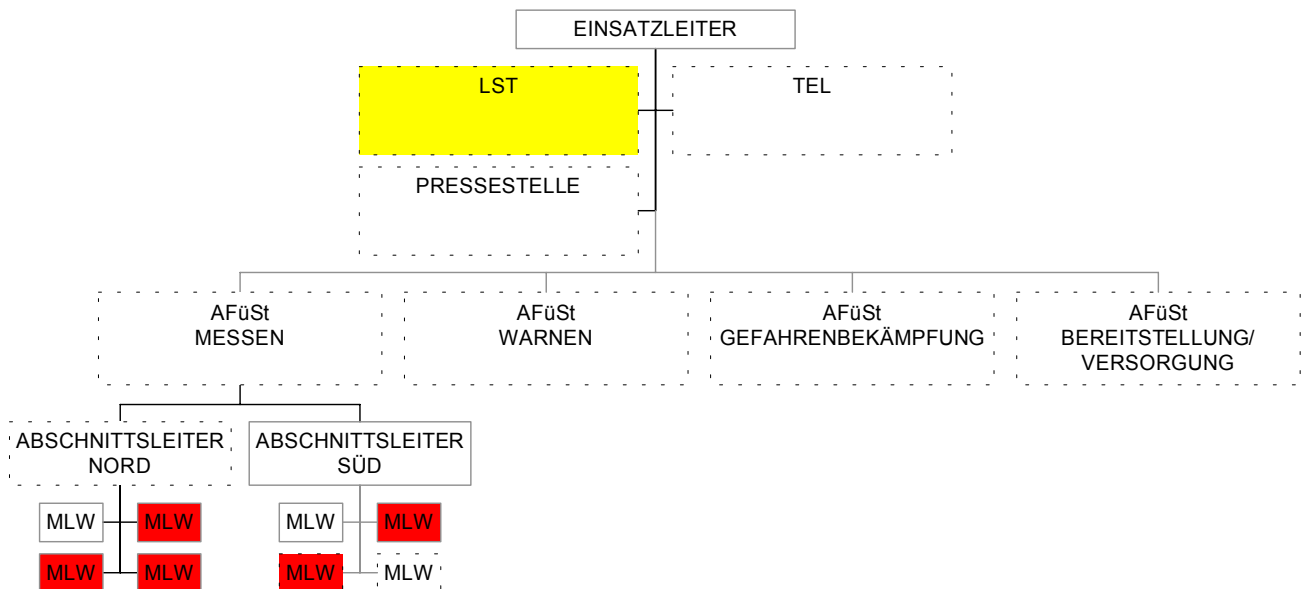 EINSATZLEITER
LST
TEL
PRESSESTELLE
AFüSt
MESSEN
AFüSt
WARNEN
AFüSt
GEFAHRENBEKÄMPFUNG
AFüSt
BEREITSTELLUNG/
VERSORGUNG
ABSCHNITTSLEITER
NORD
ABSCHNITTSLEITER
SÜD
MLW
MLW
MLW
MLW
MLW
MLW
MLW
MLW